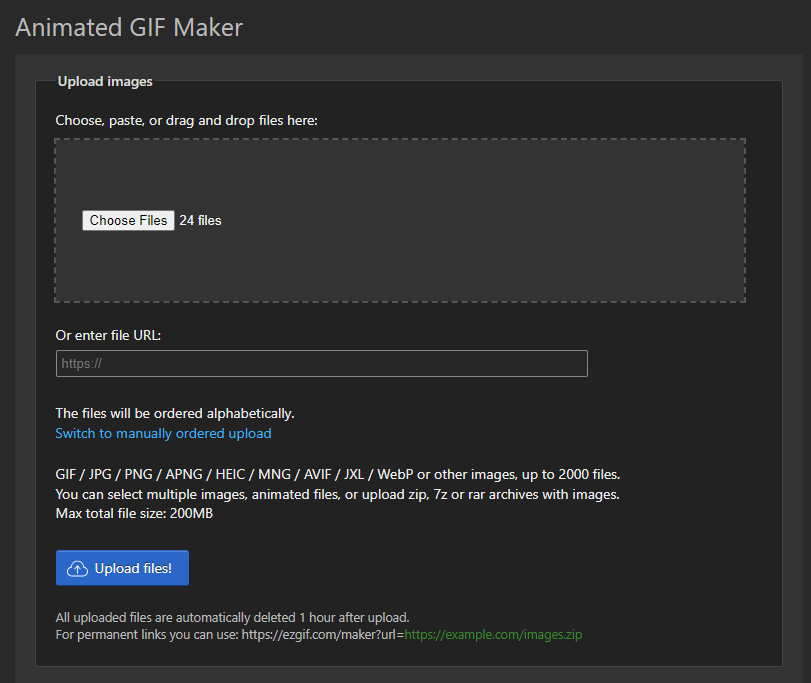 Animated GIF Maker
Upload images
Choose, paste, or drag and drop files here:
Choose Files 24 files
Or enter file URL:
https://
The files will be ordered alphabetically.
Switch to manually ordered upload
GIF / JPG / PNG / APNG / HEIC / MNG / AVIF / JXL / WebP or other images, up to 2000 files.
You can select multiple images, animated files, or upload zip, 7z or rar archives with images.
Max total file size: 200MB
Upload files!
All uploaded files are automatically deleted 1 hour after upload.
For permanent links you can use: https://ezgif.com/maker?url=https://example.com/images.zip